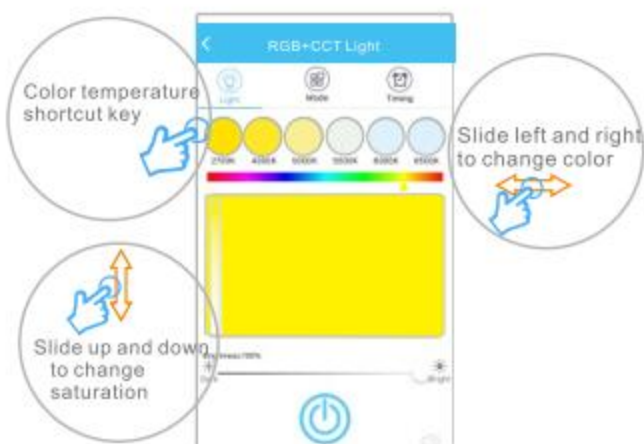 RGB+CCT Light
Light
Mode
Timing
Color temperature
shortcut key
2700K
4200K
5000K
5500K
6000K
6500K
Slide left and right
to change color
Slide up and down
to change
saturation
Brightness:100%
Dark
Bright